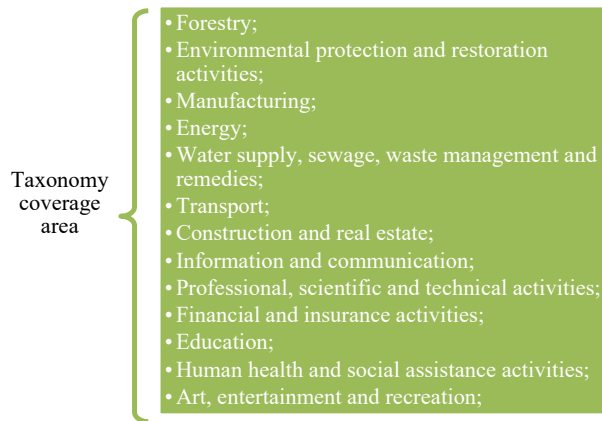 Taxonomy
coverage
area
• Forestry;
• Environmental protection and restoration
activities;
• Manufacturing;
• Energy;
• Water supply, sewage, waste management and
remedies;
• Transport;
• Construction and real estate;
• Information and communication;
• Professional, scientific and technical activities;
• Financial and insurance activities;
• Education;
• Human health and social assistance activities;
• Art, entertainment and recreation;